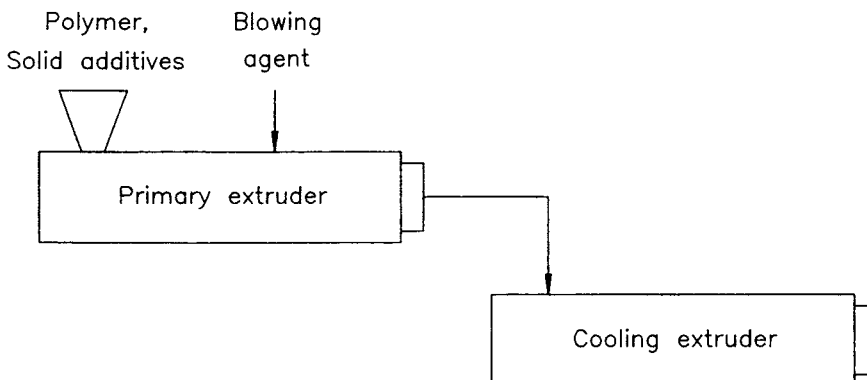 Polymer,
Solid additives
Blowing
agent
Primary extruder
Cooling extruder